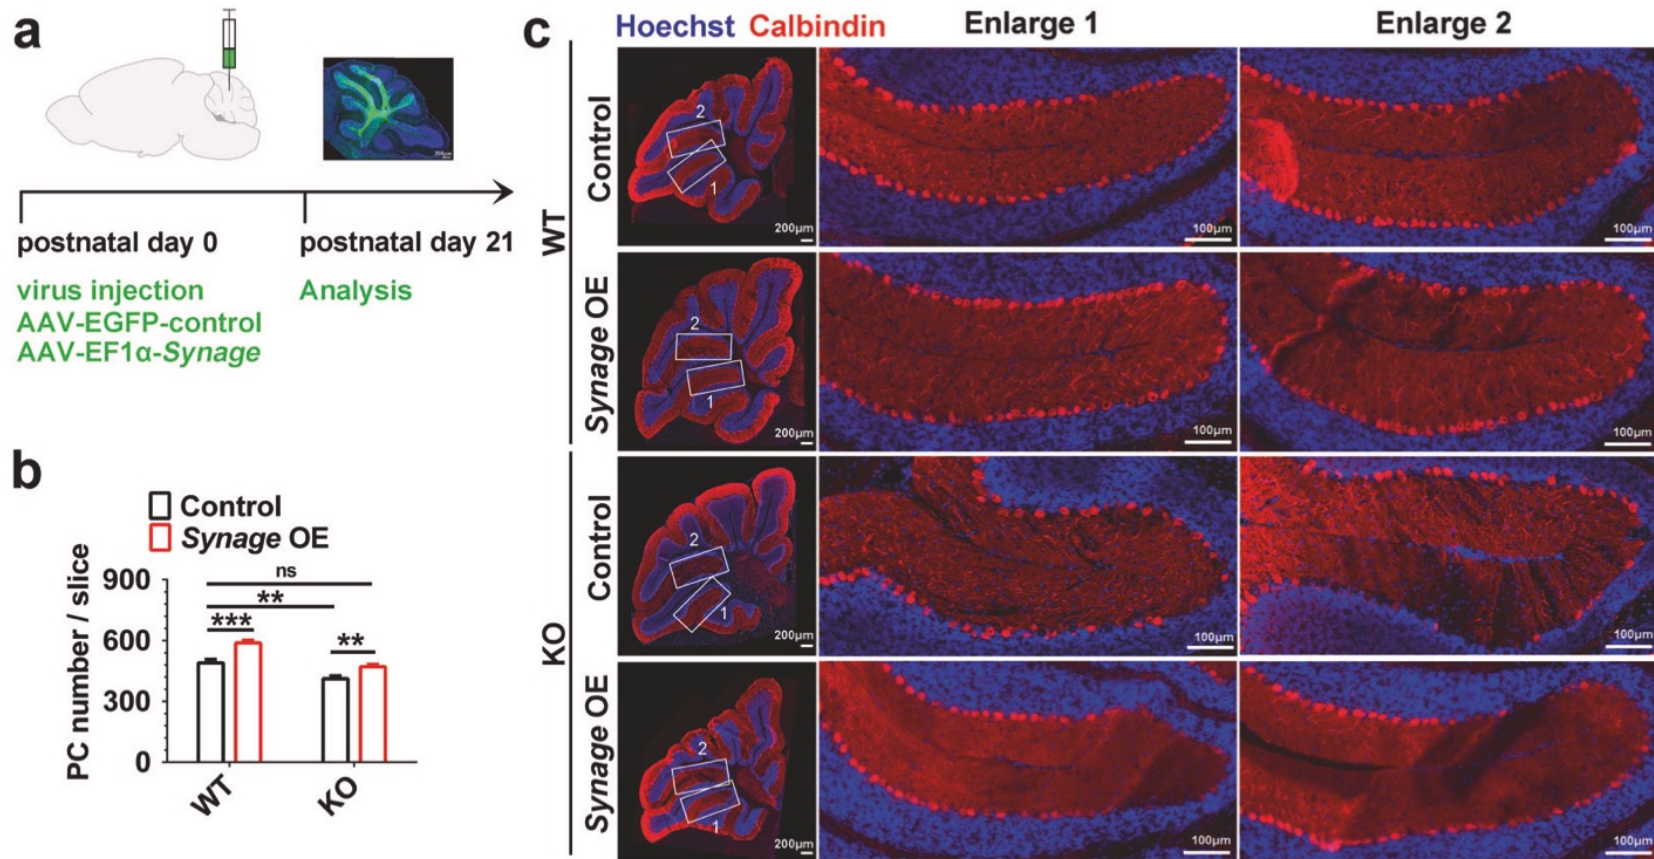 a
postnatal day 0
postnatal day 21
virus injection
AAV-EGFP-control
AAV-EF1α-Synage
Analysis
b
Control
Synage OE
PC number / slice
900
600
300
0
ns
**
***
**
WT
KO
c
Hoechst Calbindin
Enlarge 1
Enlarge 2
WT
Control
2
1
200μm
100μm
100μm
Synage OE
2
1
200μm
100μm
100μm
KO
Control
2
1
200μm
100μm
100μm
Synage OE
2
1
200μm
100μm
100μm